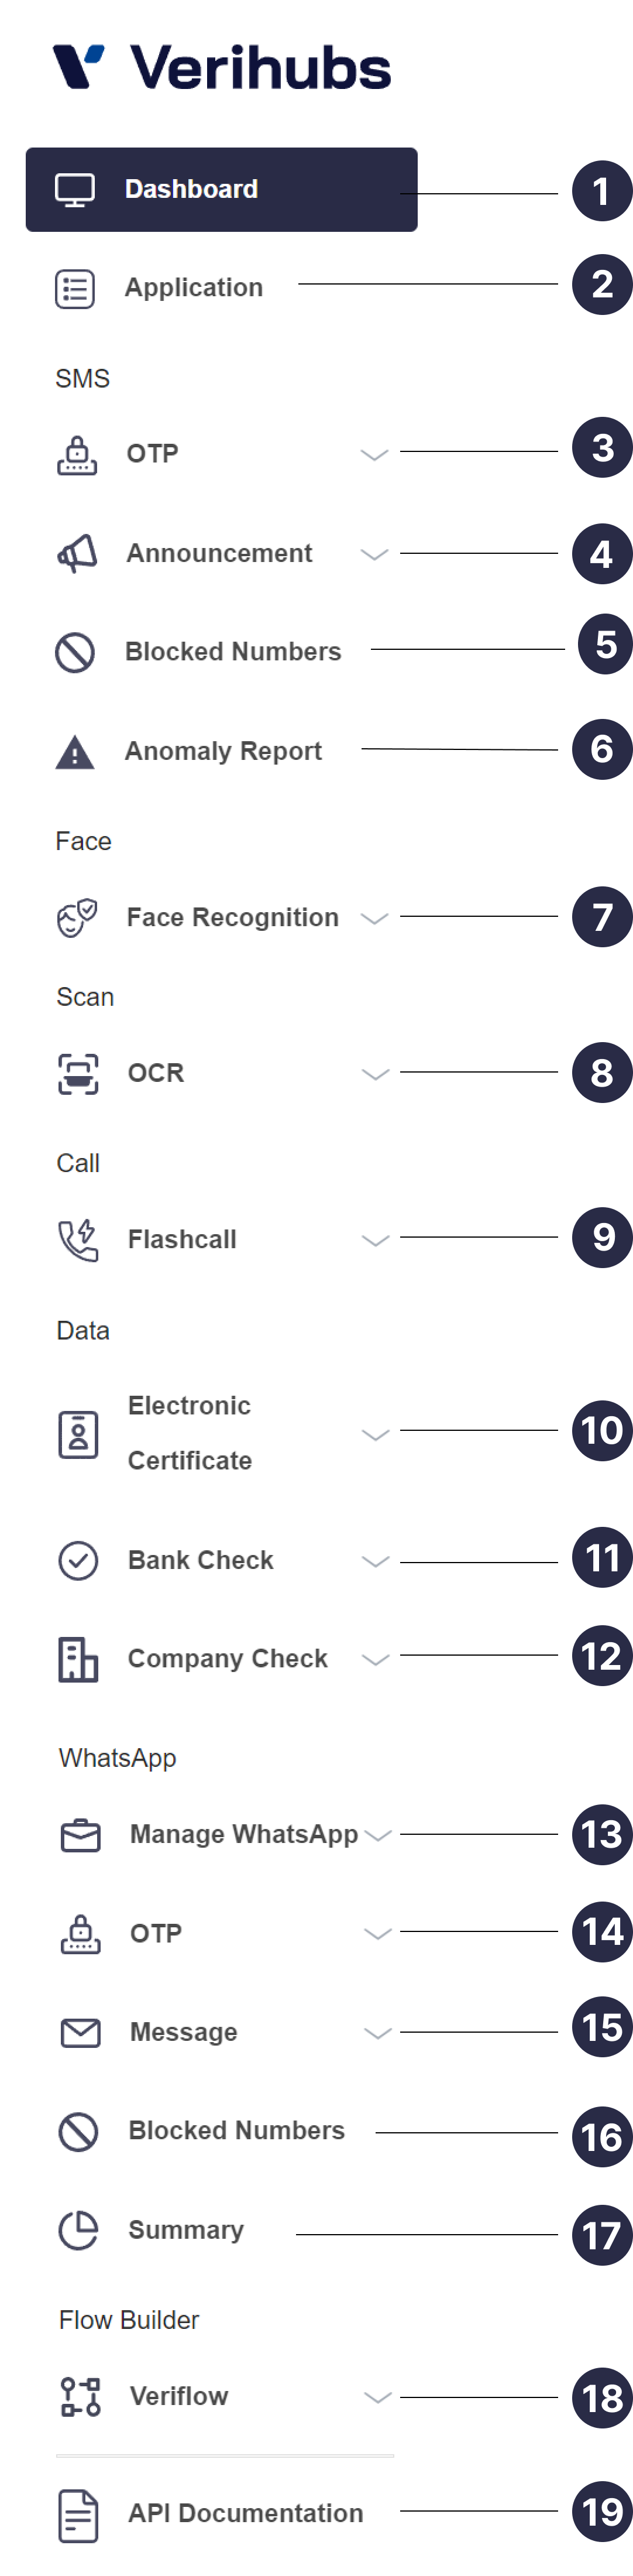 Verihubs
Dashboard 1
Application 2
SMS
OTP 3
Announcement 4
Blocked Numbers 5
Anomaly Report 6
Face
Face Recognition 7
Scan
OCR 8
Call
Flashcall 9
Data
Electronic
Certificate 10
Bank Check 11
Company Check 12
WhatsApp
Manage WhatsApp 13
OTP 14
Message 15
Blocked Numbers 16
Summary 17
Flow Builder
Veriflow 18
API Documentation 19